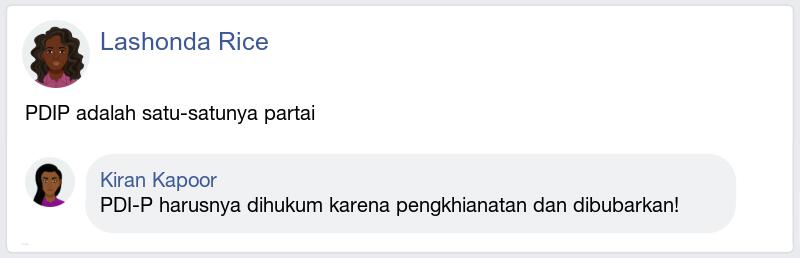 Lashonda Rice
PDIP adalah satu-satunya partai
Kiran Kapoor
PDI-P harusnya dihukum karena pengkhianatan dan dibubarkan!